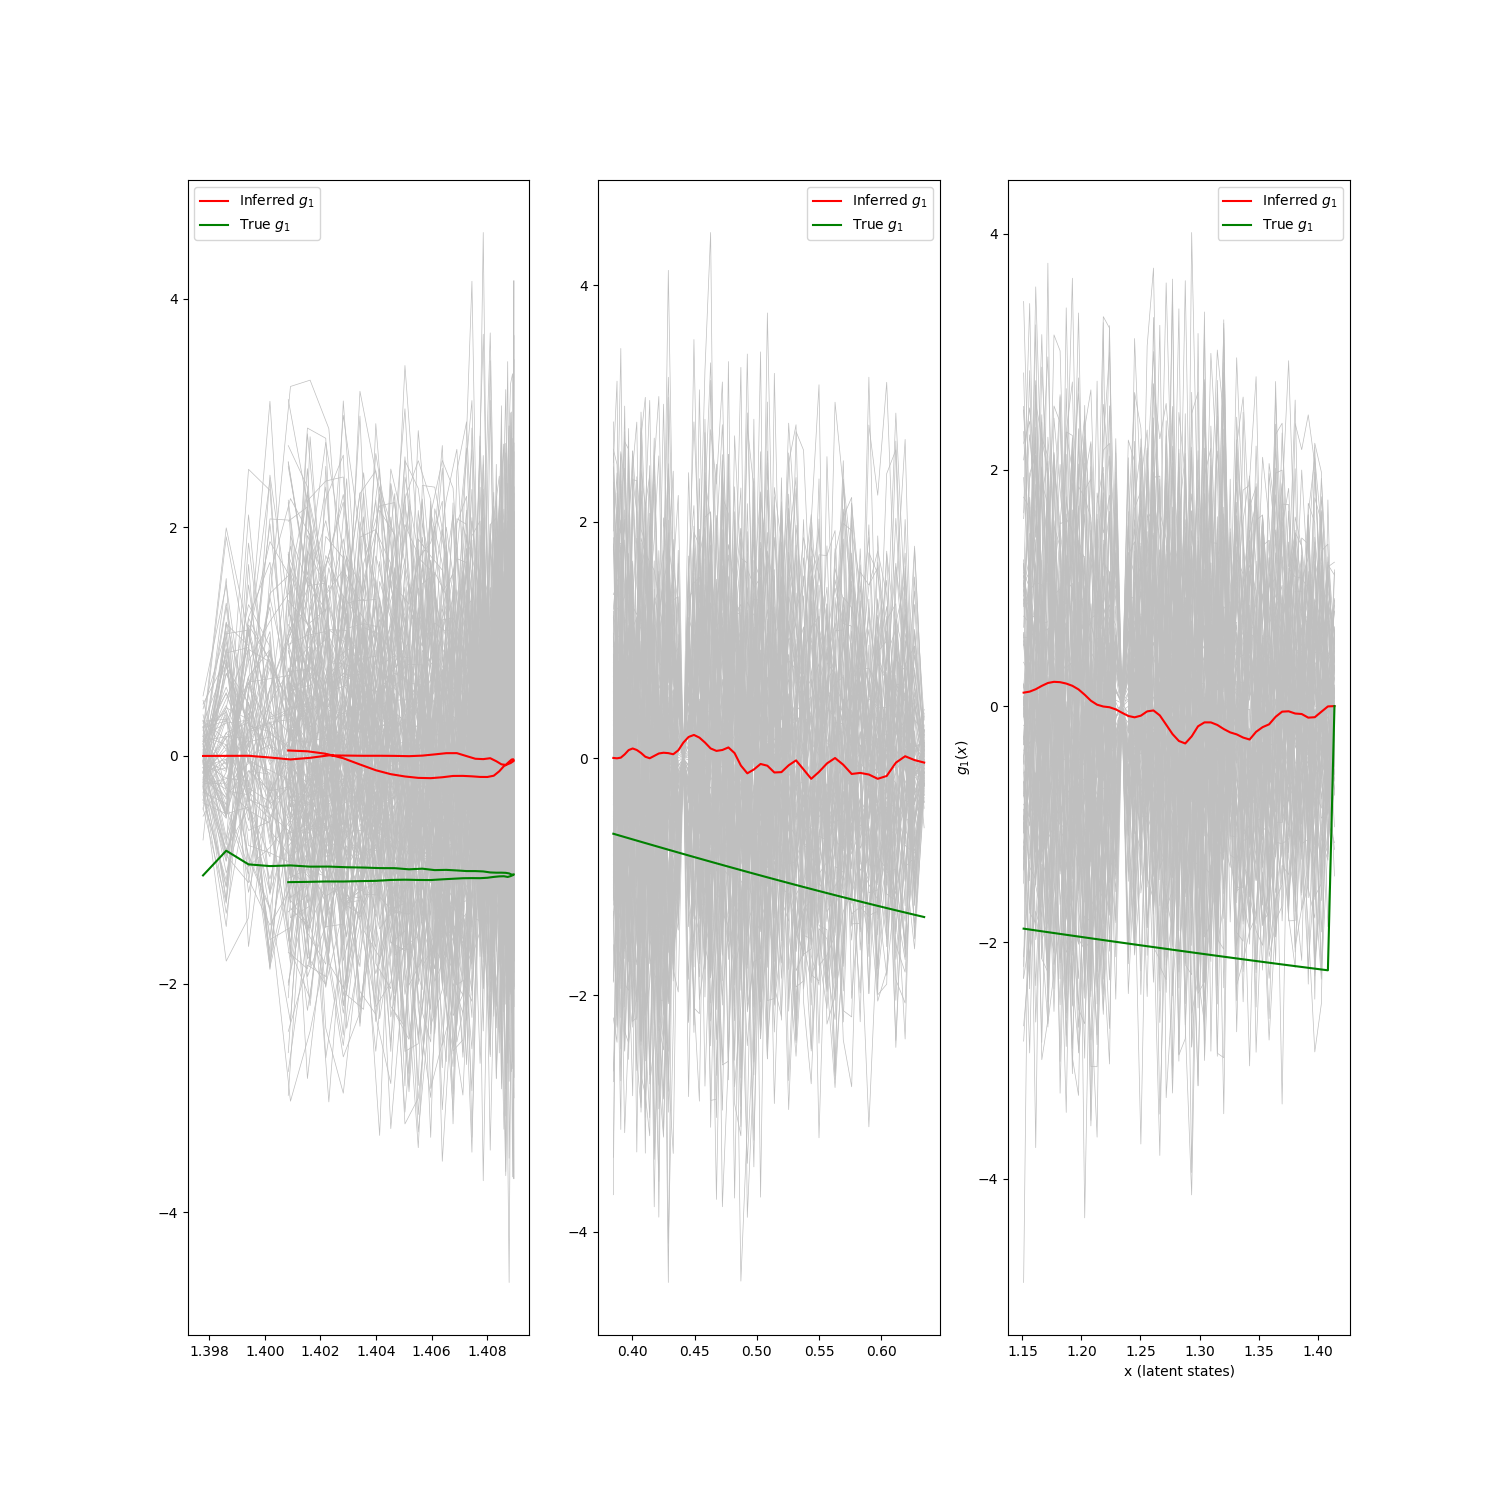 Inferred g₁
True g₁
4
2
0
−2
−4
1.398 1.400 1.402 1.404 1.406 1.408
Inferred g₁
True g₁
4
2
0
−2
−4
0.40 0.45 0.50 0.55 0.60
Inferred g₁
True g₁
g₁(x)
4
2
0
−2
−4
1.15 1.20 1.25 1.30 1.35 1.40
x (latent states)